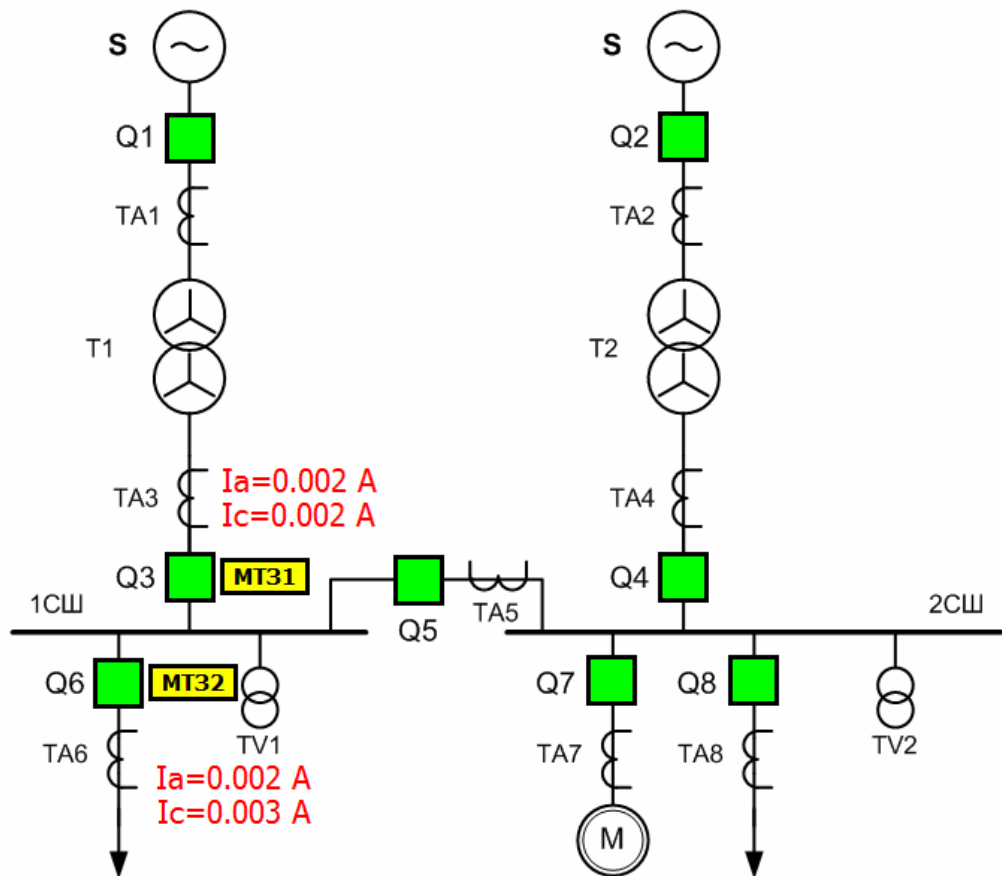 S
S
Q1
Q2
TA1
TA2
T1
T2
Ia=0.002 A
Ic=0.002 A
TA3
TA4
Q3
МТЗ1
Q5
TA5
Q4
1СШ
2СШ
Q6
МТЗ2
TV1
Q7
Q8
TV2
TA6
TA7
TA8
Ia=0.002 A
Ic=0.003 A
M